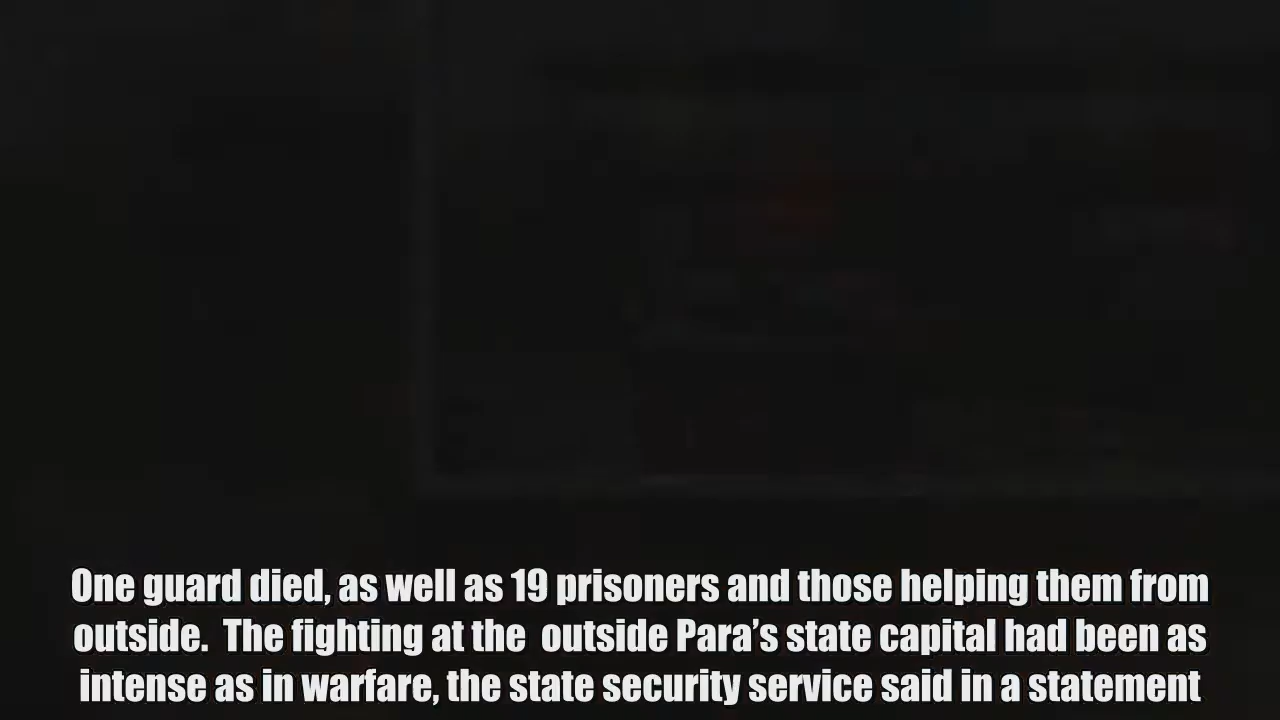 One guard died, as well as 19 prisoners and those helping them from
outside.  The fighting at the  outside Para’s state capital had been as
intense as in warfare, the state security service said in a statement